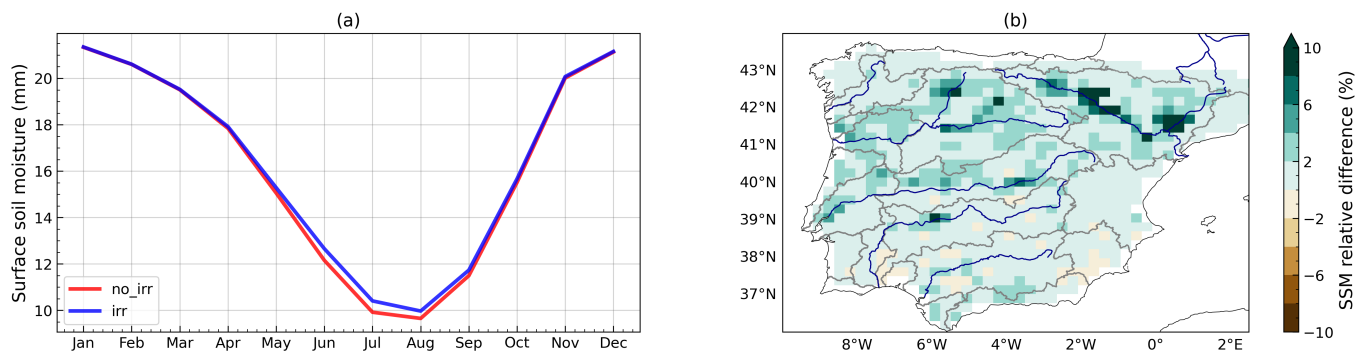 (a)
Surface soil moisture (mm)
20
18
16
14
12
10
no_irr
irr
Jan Feb Mar Apr May Jun Jul Aug Sep Oct Nov Dec
(b)
43°N
42°N
41°N
40°N
39°N
38°N
37°N
8°W 6°W 4°W 2°W 0° 2°E
10
6
2
−2
−6
−10
SSM relative difference (%)